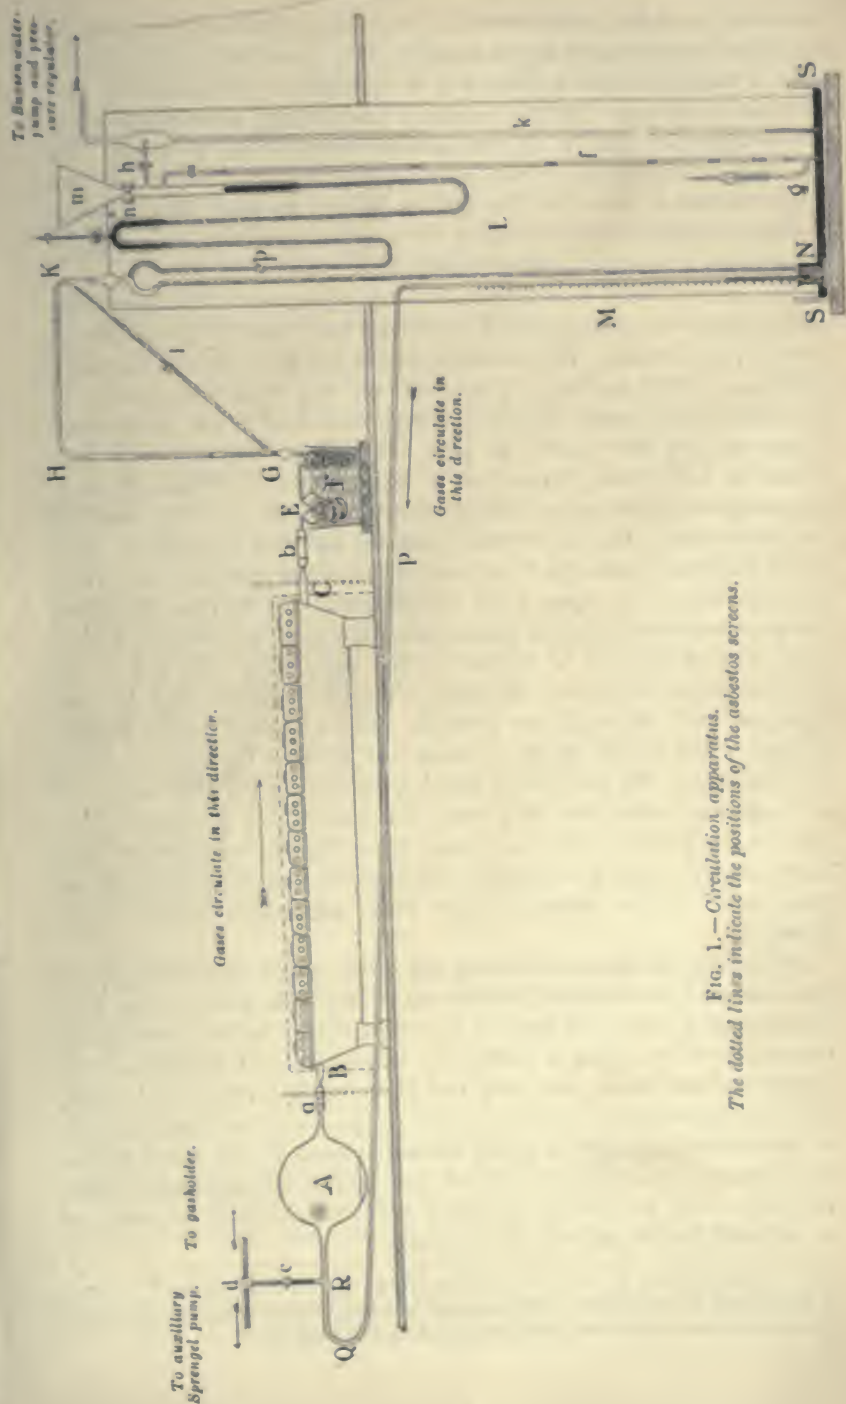 To auxiliary
Sprengel pump.
To gasholder.
d
c
Q
R
A
a
B
Gases circulate in this direction.
C
b
E
F
G
H
l
K
P
Gases circulate in
this d rection.
To Bunsen water-
pump and pres-
sure regulator.
m
n
h
p
k
f
g
L
M
N
S
S
FIG. 1.—Circulation apparatus.
The dotted lines indicate the positions of the asbestos screens.